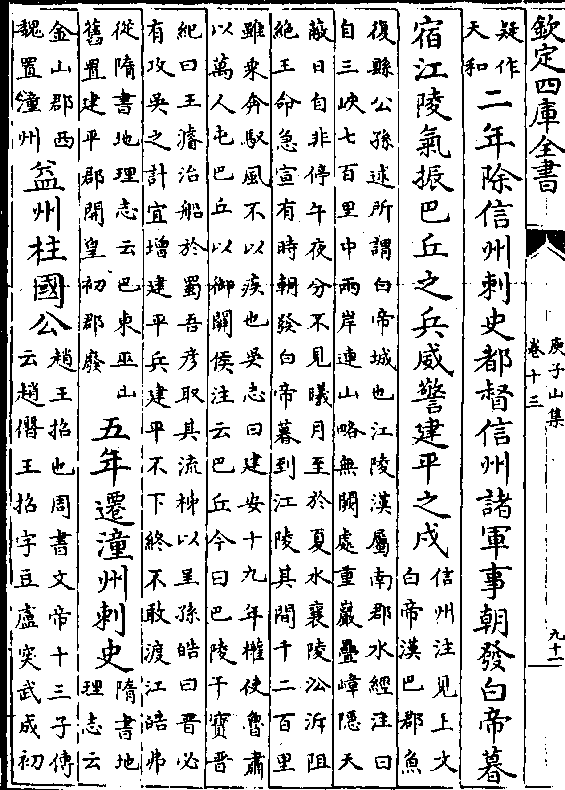 欽定四庫全書
庾子山集
卷十三
九十一
疑作
天和
二年除信州刺史都督信州諸軍事朝發白帝暮
宿江陵氣振巴丘之兵威警建平之戍
信州注見上文
白帝漢巴郡魚
復縣公孫述所謂白帝城也江陵漢屬南郡水經注曰
自三峽七百里中兩岸連山略無闕處重巖疊嶂隱天
蔽日自非停午夜分不見曦月至於夏水襄陵沿泝阻
絶王命急宣有時朝發白帝暮到江陵其間千二百里
雖乘奔馭風不以疾也吳志曰建安十九年權使魯肅
以萬人屯巴丘以御關侯注云巴丘今曰巴陵干寶晉
紀曰王濬治船於蜀吾彦取其流柹以呈孫皓曰晉必
有攻吳之計宜增建平兵建平不下終不敢渡江皓弗
從隋書地理志云巴東巫山
舊置建平郡開皇初郡廢
五年遷潼州刺史
隋書地
理志云
金山郡西
魏置潼州
益州柱國公
趙王招也周書文帝十三子傳
云趙僭王招字豆盧突武成初